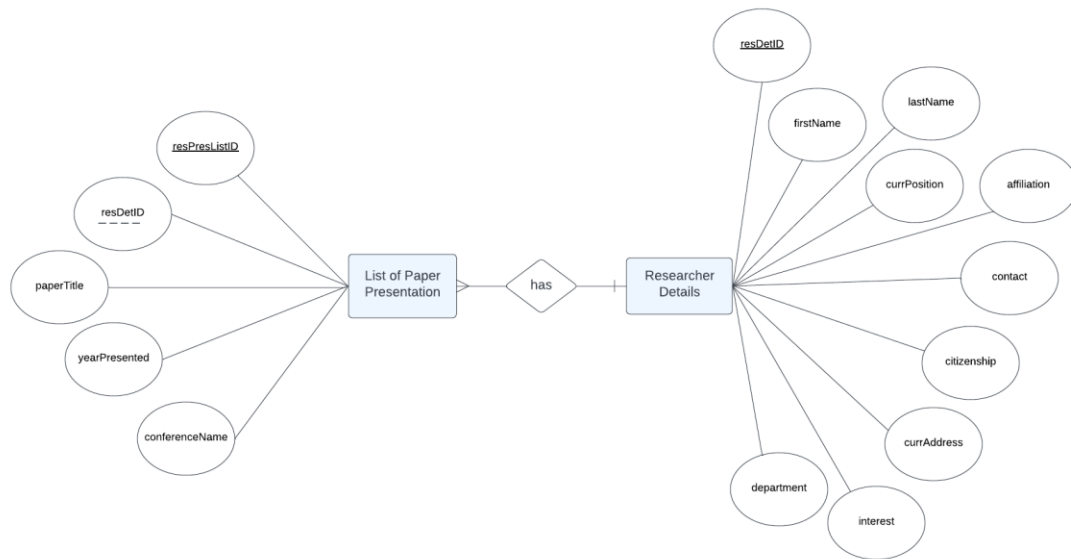 resDetID
lastName
firstName
resPresListID
currPosition
affiliation
resDetID
List of Paper
Presentation
has
Researcher
Details
contact
paperTitle
yearPresented
citizenship
conferenceName
currAddress
department
interest